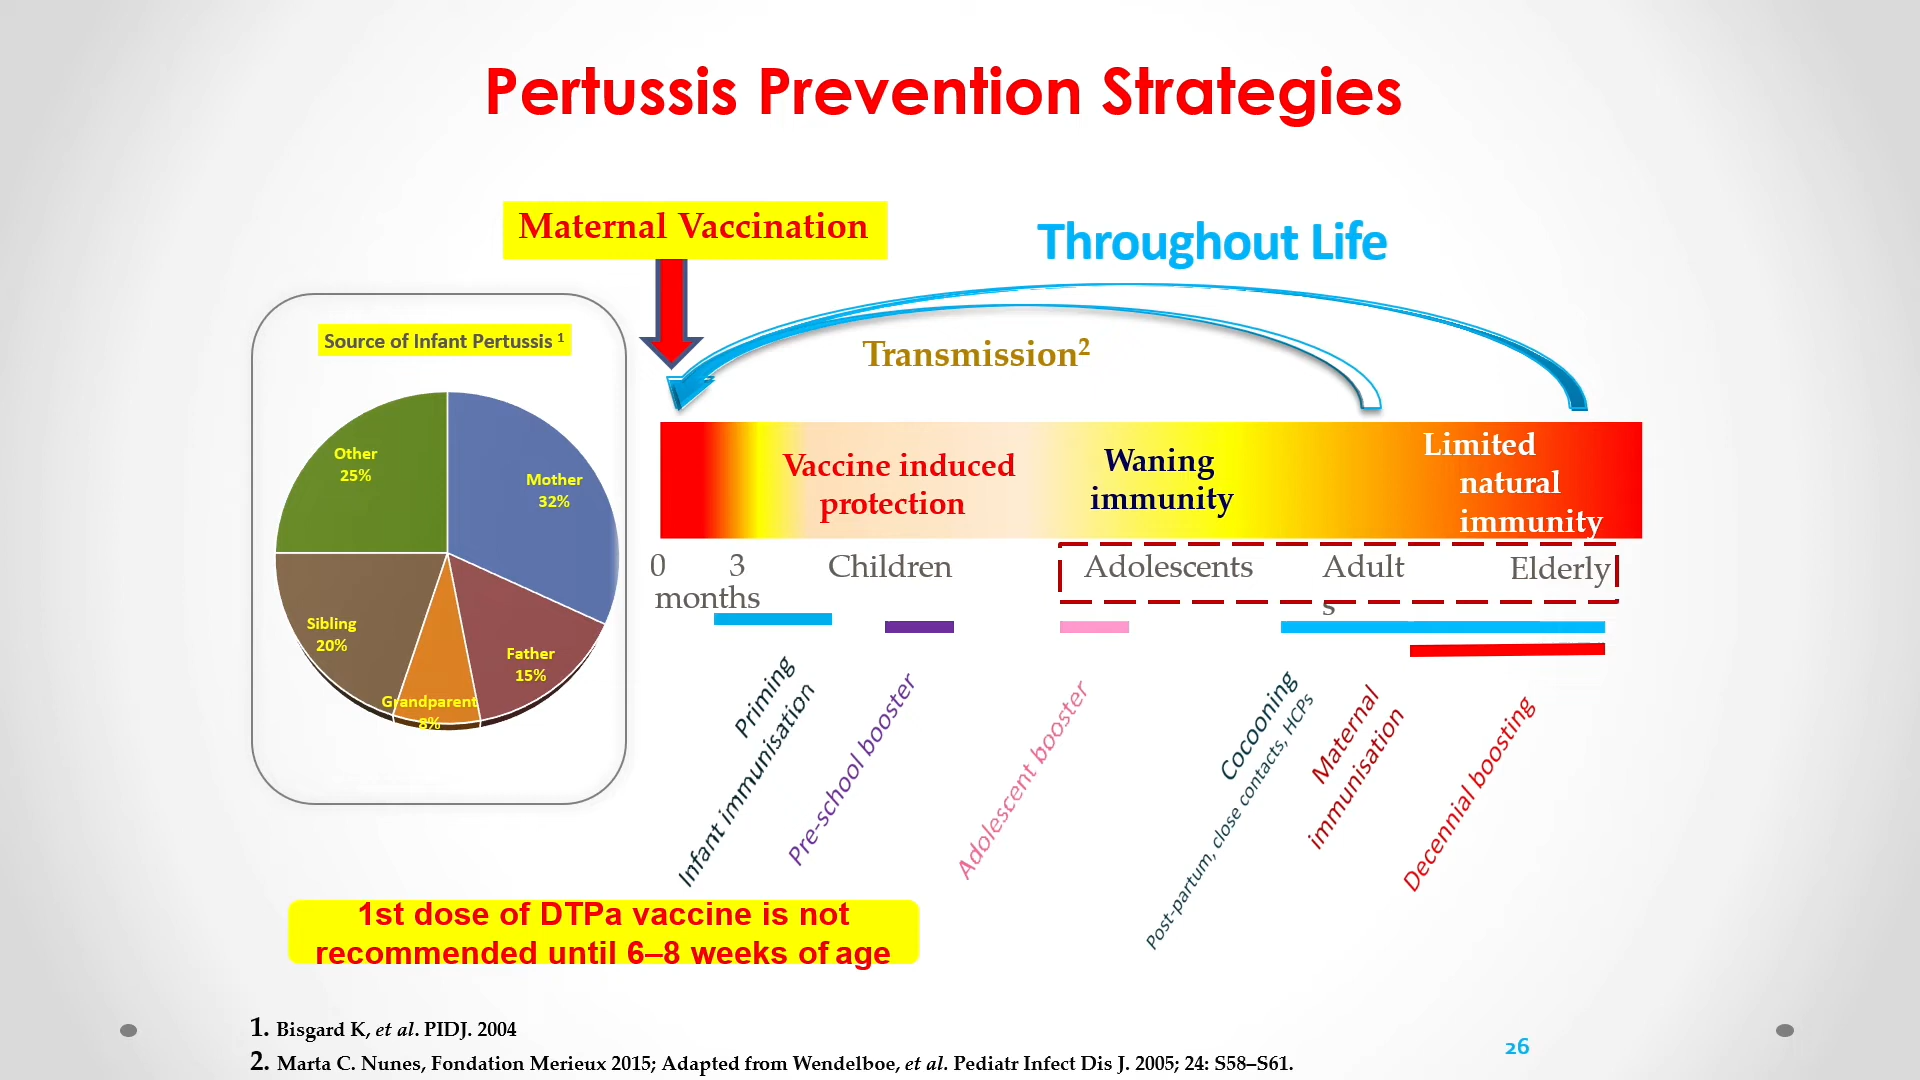 Pertussis Prevention Strategies
Maternal Vaccination
Throughout Life
Source of Infant Pertussis 1
Transmission2
Other
25%
Mother
32%
Sibling
20%
Father
15%
Grandparent
8%
Vaccine induced
protection
Waning
immunity
Limited
natural
immunity
0
3
months
Children
Adolescents
Adult
s
Elderly
Priming
Infant immunisation
Pre-school booster
Adolescent booster
Cocooning
Post-partum, close contacts, HCPs
Maternal
immunisation
Decennial boosting
1st dose of DTPa vaccine is not
recommended until 6–8 weeks of age
1. Bisgard K, et al. PIDJ. 2004
2. Marta C. Nunes, Fondation Merieux 2015; Adapted from Wendelboe, et al. Pediatr Infect Dis J. 2005; 24: S58–S61.
26